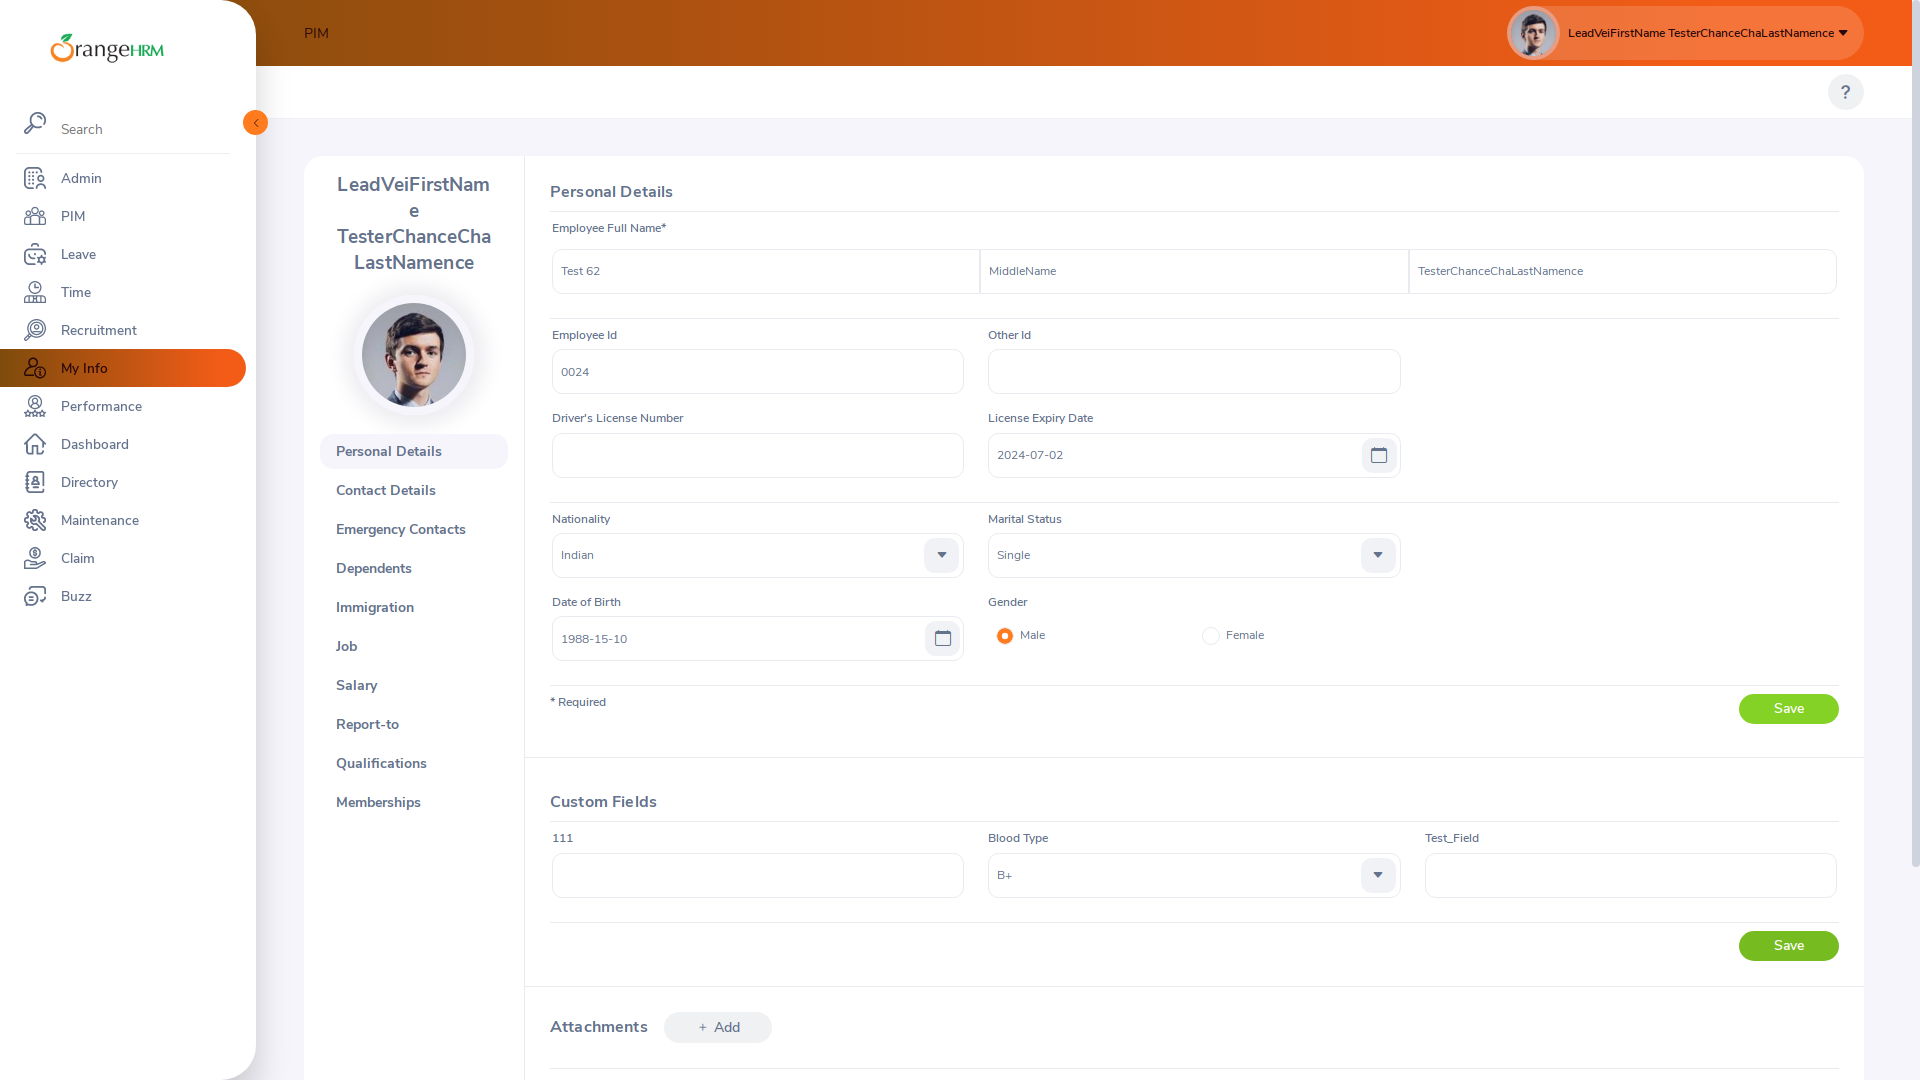 OrangeHRM
PIM
LeadVeiFirstName TesterChanceChaLastNamence
?
Search
Admin
PIM
Leave
Time
Recruitment
My Info
Performance
Dashboard
Directory
Maintenance
Claim
Buzz
LeadVeiFirstNam
e
TesterChanceCha
LastNamence
Personal Details
Contact Details
Emergency Contacts
Dependents
Immigration
Job
Salary
Report-to
Qualifications
Memberships
Personal Details
Employee Full Name*
Test 62 MiddleName TesterChanceChaLastNamence
Employee Id Other Id
0024
Driver's License Number License Expiry Date
2024-07-02
Nationality Marital Status
Indian Single
Date of Birth Gender
1988-15-10 Male Female
* Required
Save
Custom Fields
111 Blood Type Test_Field
B+
Save
Attachments + Add